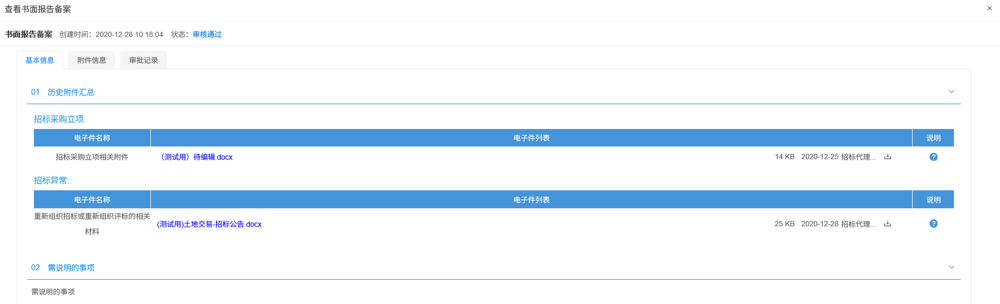 查看书面报告备案 ×
书面报告备案 创建时间：2020-12-28 10:18:04 状态：审核通过
基本信息 附件信息 审批记录
01 历史附件汇总
招标采购立项:
电子件名称 电子件列表 说明
招标采购立项相关附件 （测试用）待编辑.docx 14 KB 2020-12-25 招标代理... ?
招标异常:
电子件名称 电子件列表 说明
重新组织招标或重新组织评标的相关
材料 (测试用)土地交易-招标公告.docx 25 KB 2020-12-28 招标代理... ?
02 需说明的事项
需说明的事项